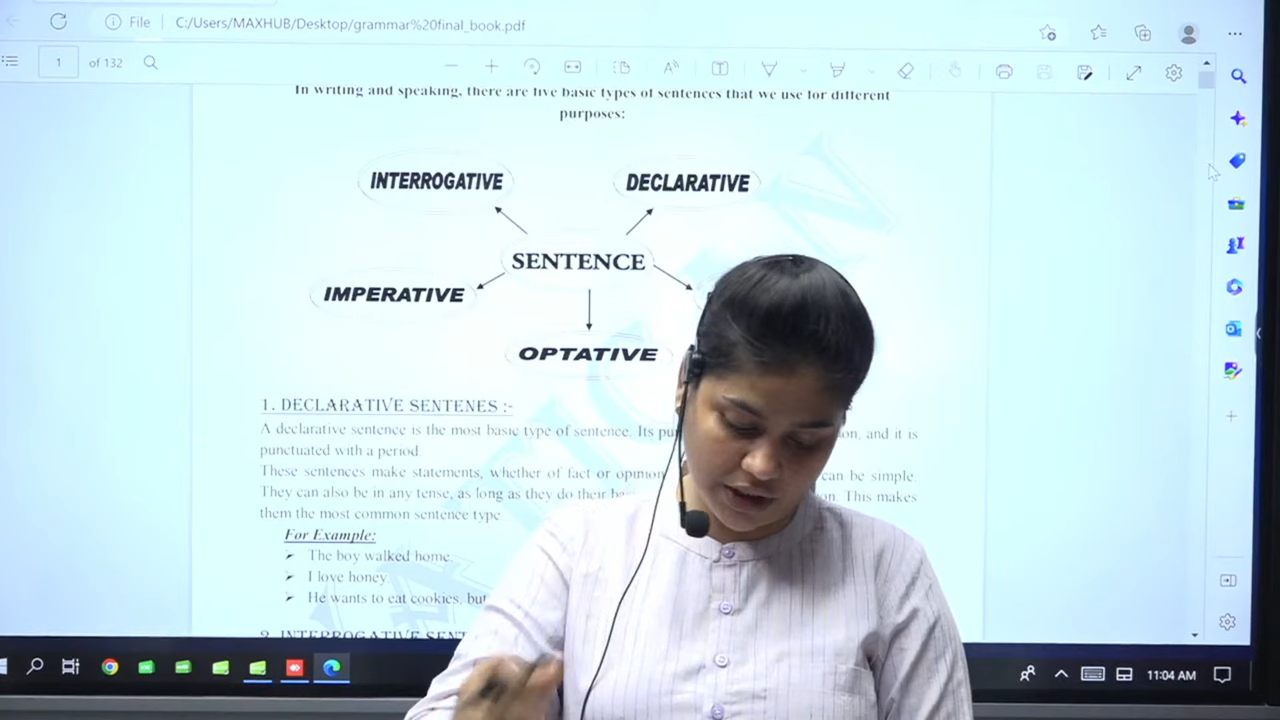 File
C:/Users/MAXHUB/Desktop/grammar%20final_book.pdf
1 of 132
In writing and speaking, there are five basic types of sentences that we use for different
purposes:
INTERROGATIVE
DECLARATIVE
SENTENCE
IMPERATIVE
OPTATIVE
1. DECLARATIVE SENTENES :-
A declarative sentence is the most basic type of sentence. Its and it is
punctuated with a period.
These sentences make statements, whether of fact or opinion can be simple.
They can also be in any tense, as long as they do their This makes
them the most common sentence type.
For Example:
➢ The boy walked home.
➢ I love honey.
➢ He wants to eat cookies, but
2. INTERROGATIVE
11:04 AM